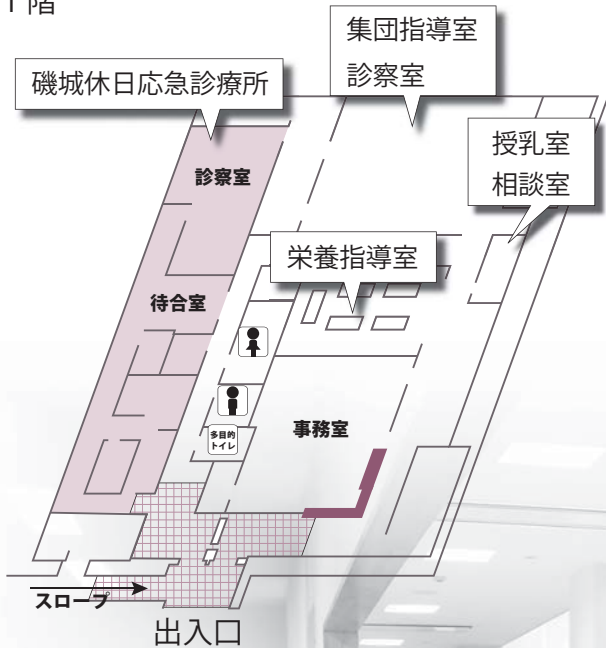 1階
集団指導室
診察室
磯城休日応急診療所
授乳室
相談室
診察室
栄養指導室
待合室
事務室
多目的
トイレ
スロープ
出入口